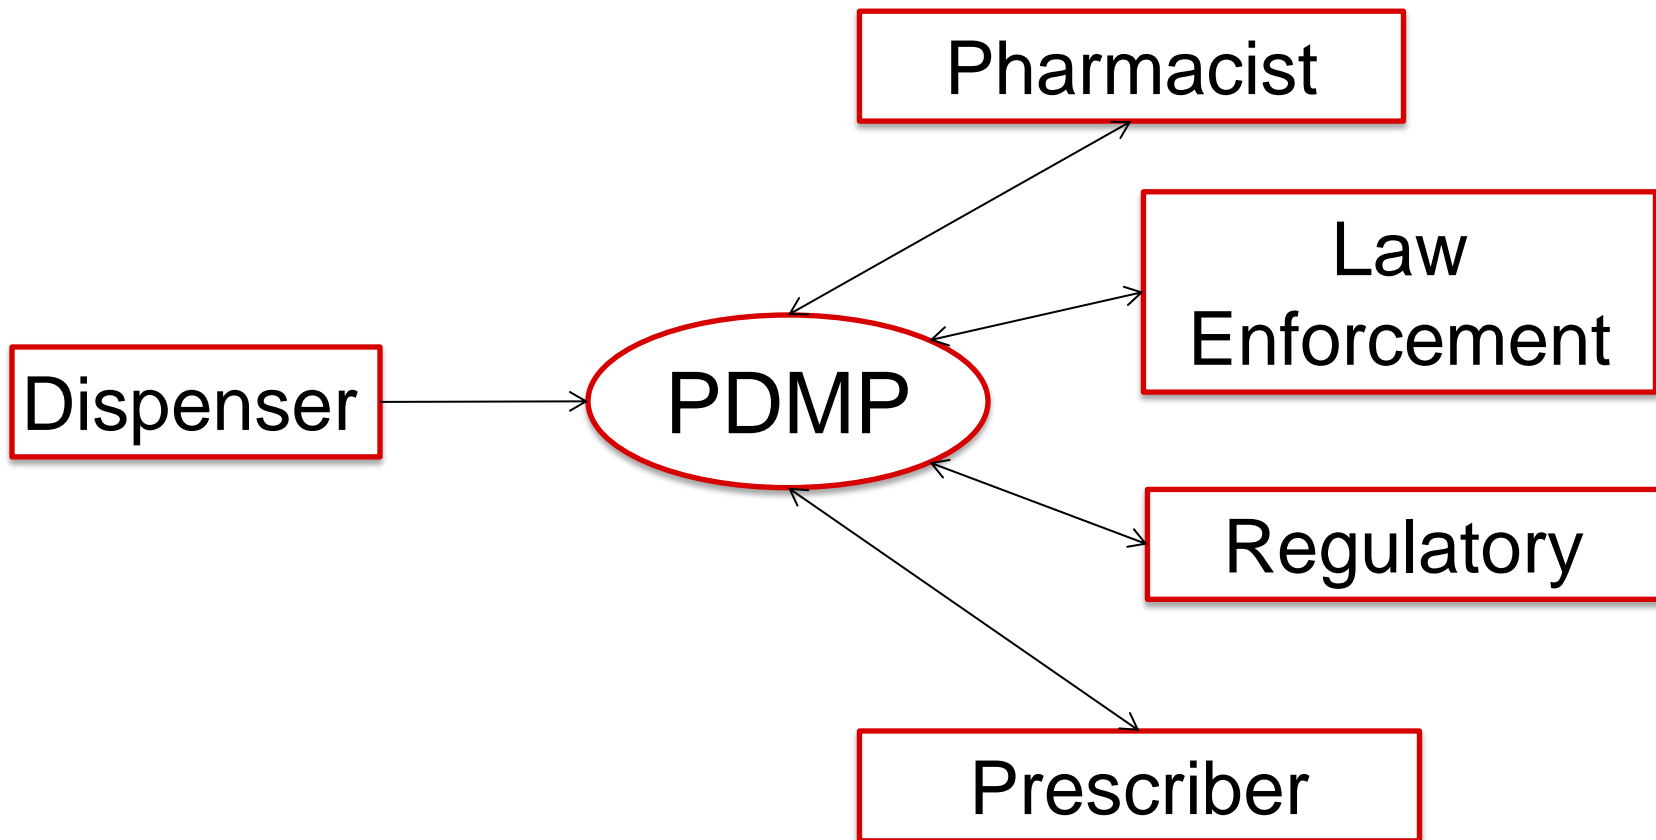 Pharmacist
Law
Enforcement
Dispenser
PDMP
Regulatory
Prescriber